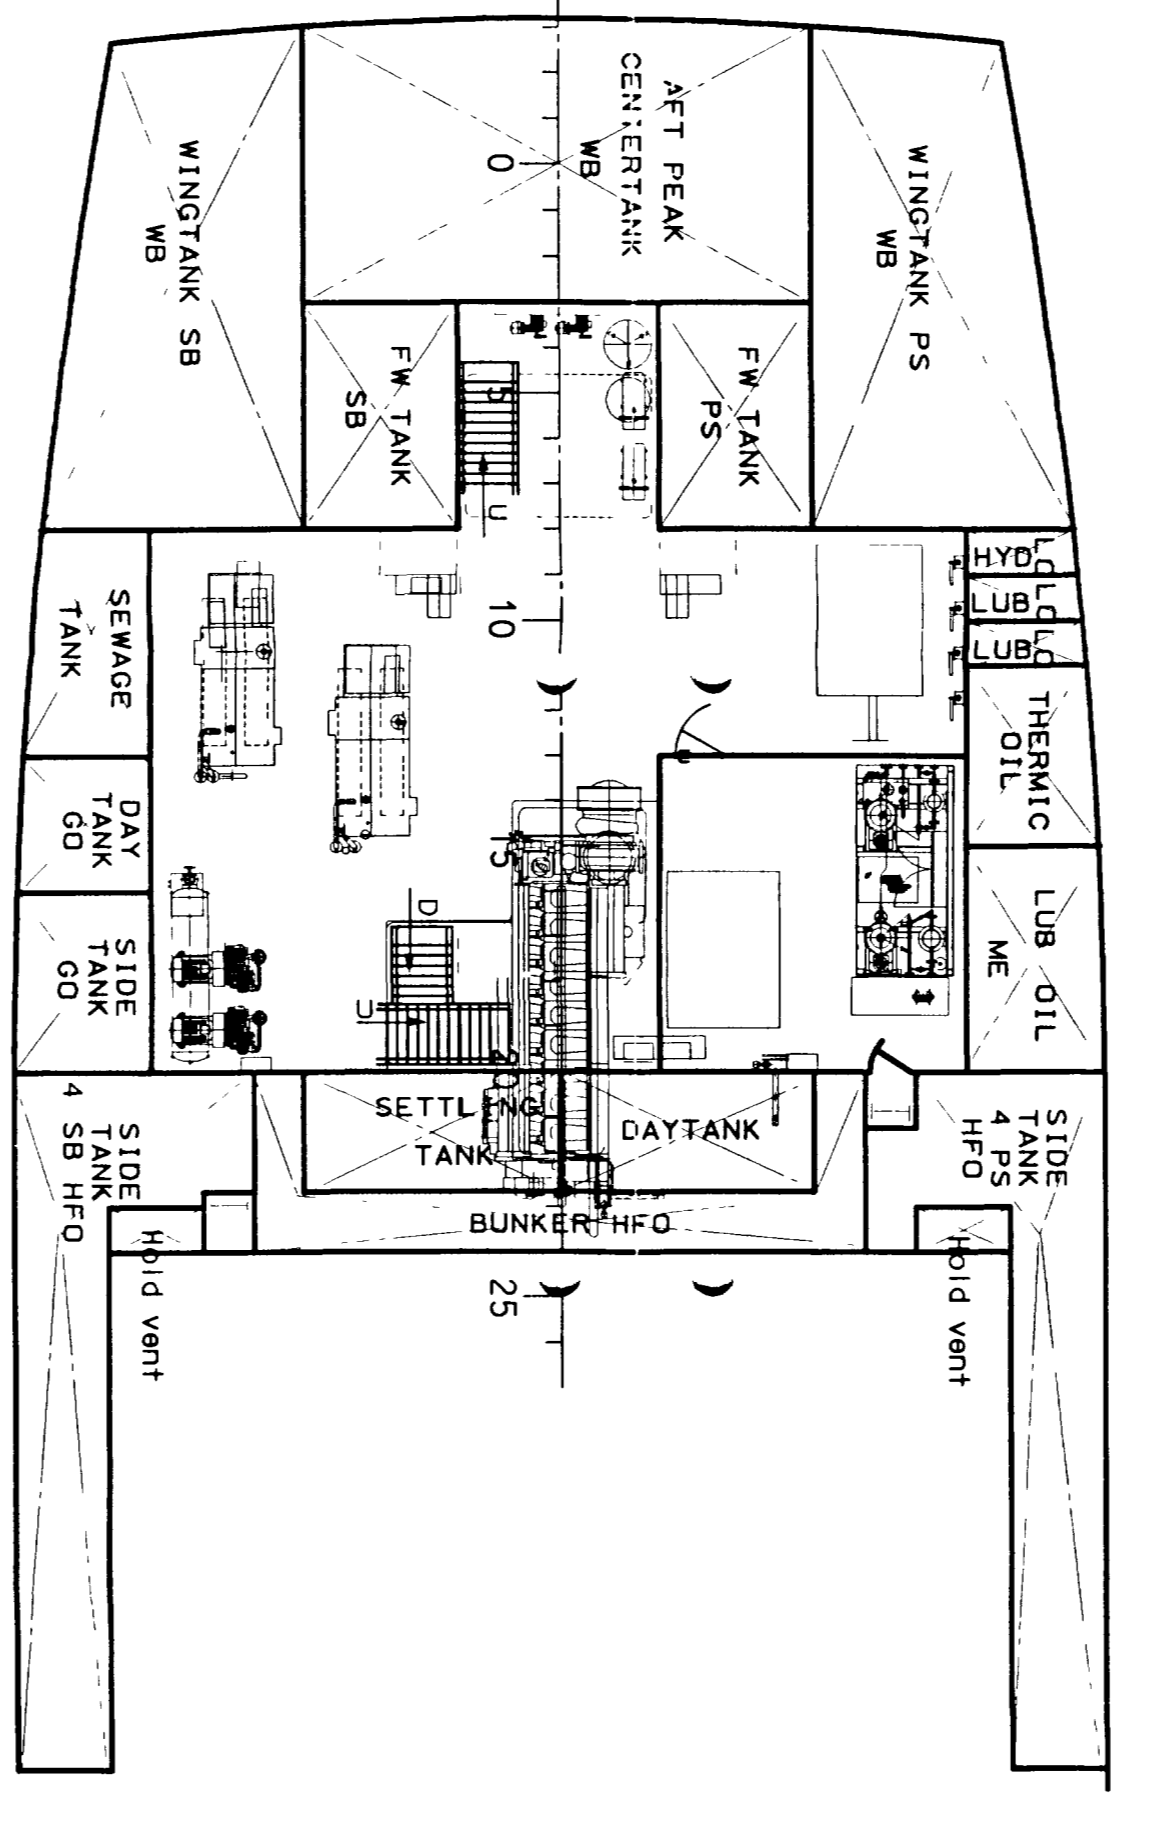 AFT PEAK
CENTERTANK
WB
WINGTANK SB
WB
WINGTANK PS
WB
0
FW TANK
SB
FW TANK
PS
5
U
HYD
LO
LUB
LO
LUB
LO
10
SEWAGE
TANK
THERMIC
OIL
DAY
TANK
GO
15
D
U
LUB OIL
ME
SIDE
TANK
GO
20
SETTLING
TANK
DAYTANK
SIDE
TANK
4 SB HFO
SIDE
TANK
4 PS
HFO
BUNKER HFO
Hold vent
Hold vent
25